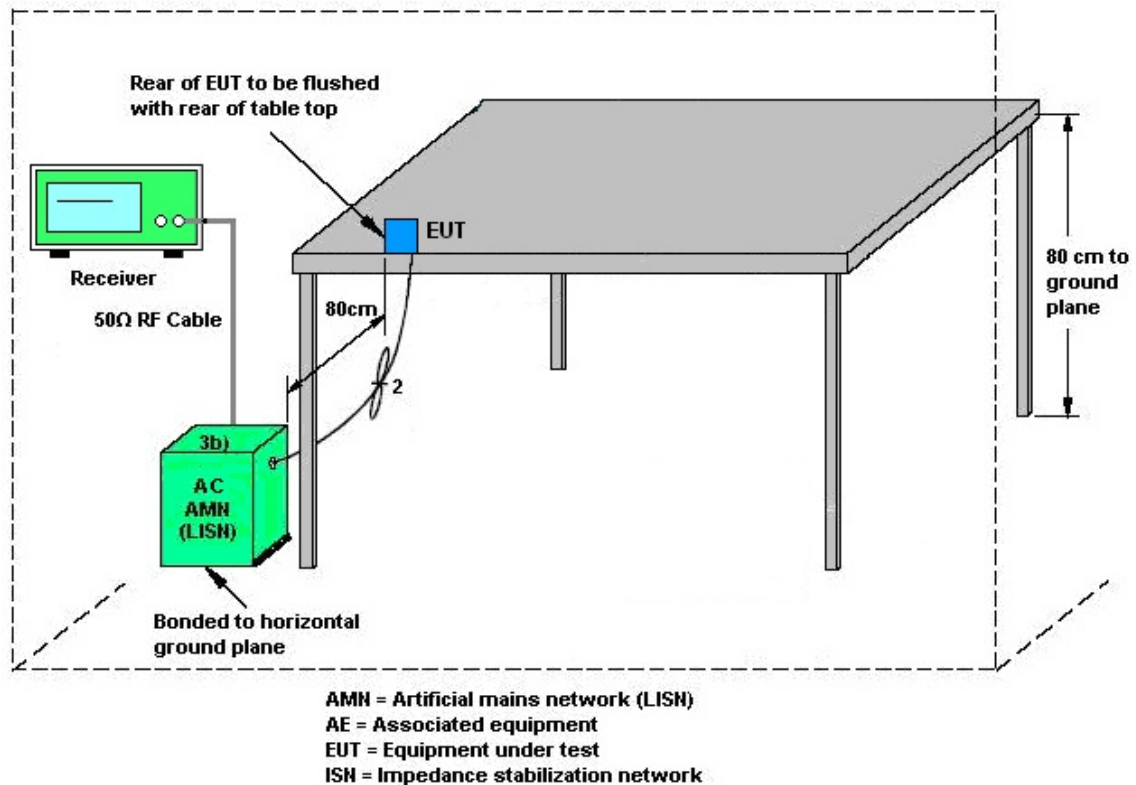 Rear of EUT to be flushed
with rear of table top
EUT
Receiver
50Ω RF Cable
80cm
2
80 cm to
ground
plane
3b)
AC
AMN
(LISN)
Bonded to horizontal
ground plane
AMN = Artificial mains network (LISN)
AE = Associated equipment
EUT = Equipment under test
ISN = Impedance stabilization network